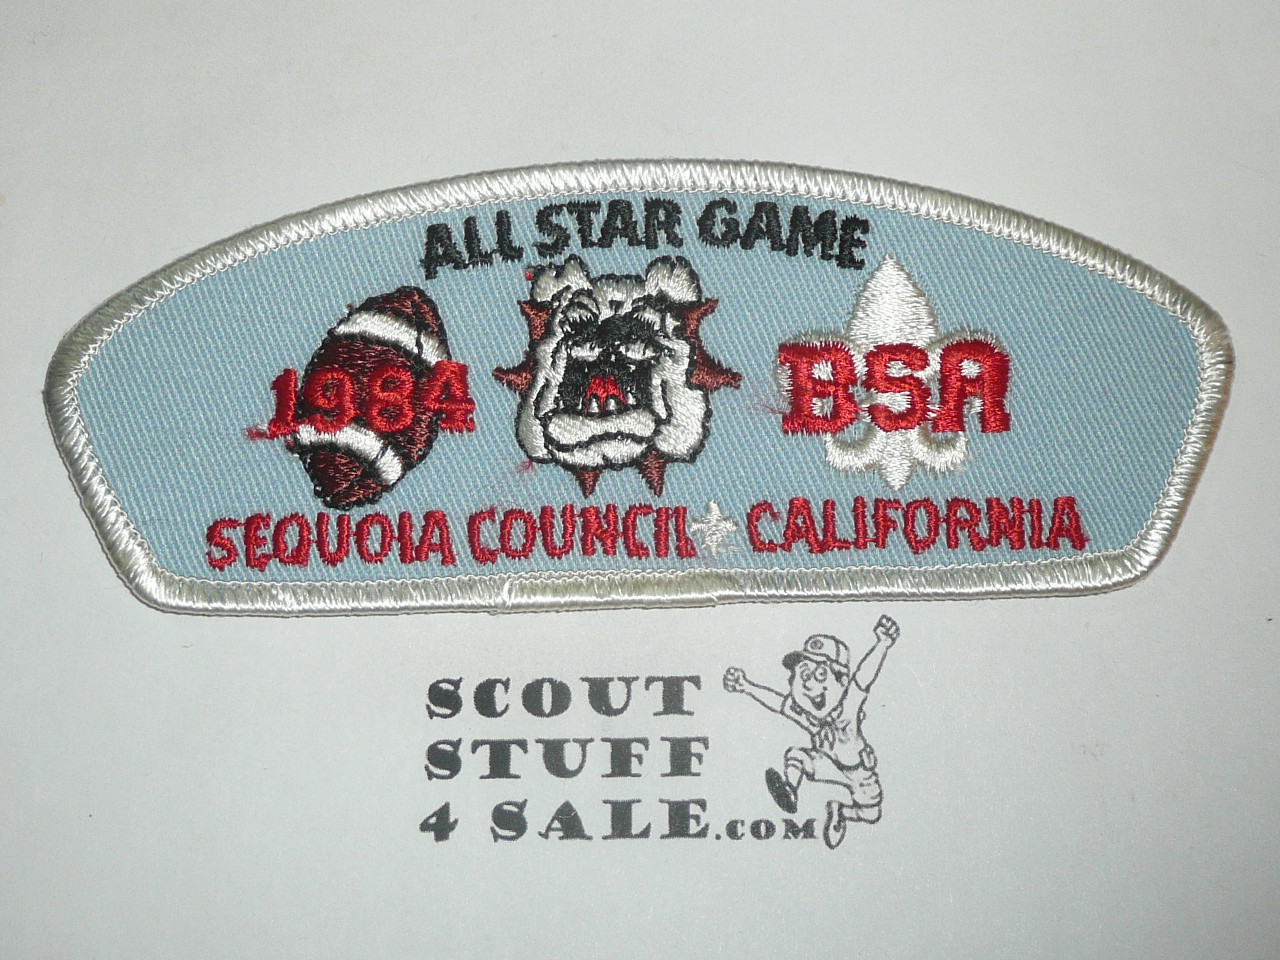 ALL STAR GAME
1984 BSA
SEQUOIA COUNCIL CALIFORNIA
SCOUT
STUFF
4 SALE.COM